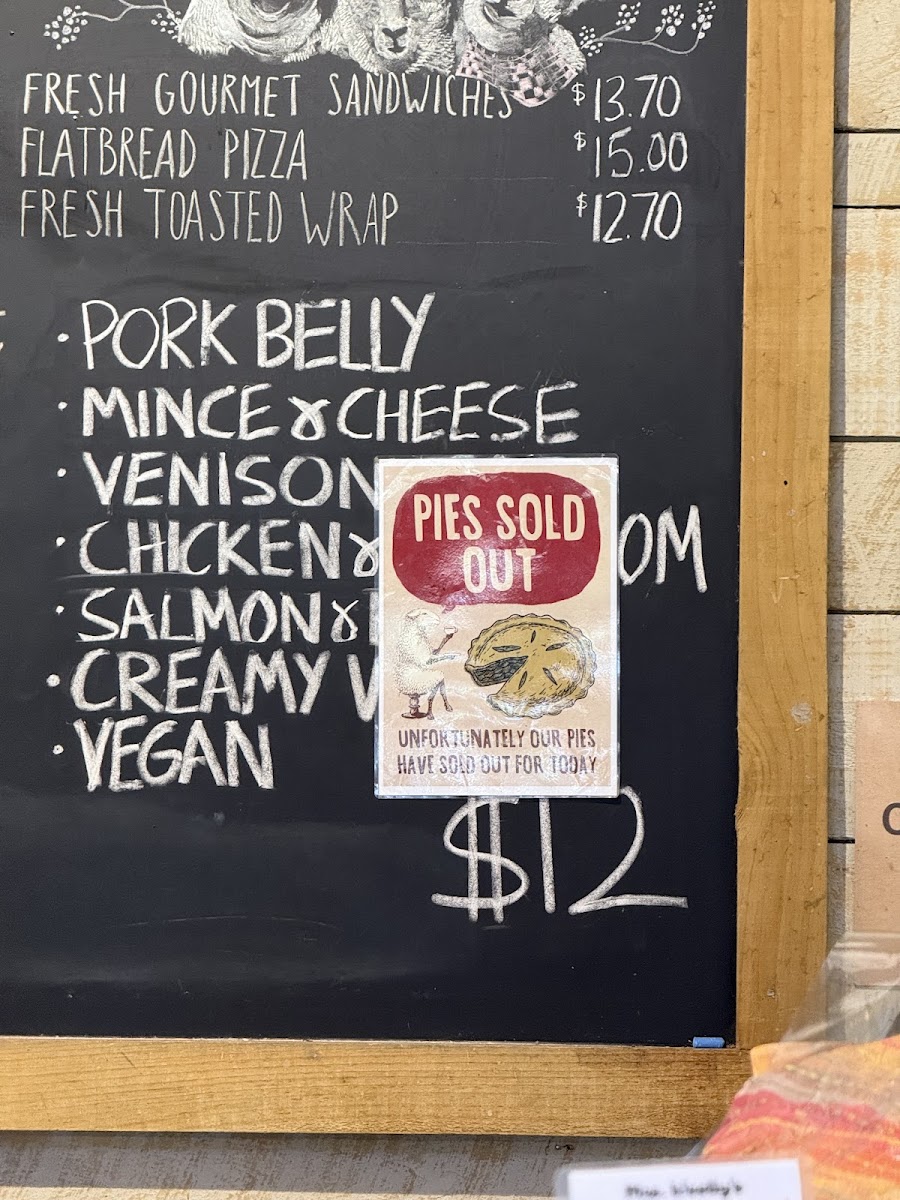 FRESH GOURMET SANDWICHES $13.70
FLATBREAD PIZZA $15.00
FRESH TOASTED WRAP $12.70
• PORK BELLY
• MINCE & CHEESE
• VENISON
• CHICKEN & OM
• SALMON &
• CREAMY V
• VEGAN
PIES SOLD
OUT
UNFORTUNATELY OUR PIES
HAVE SOLD OUT FOR TODAY
$12